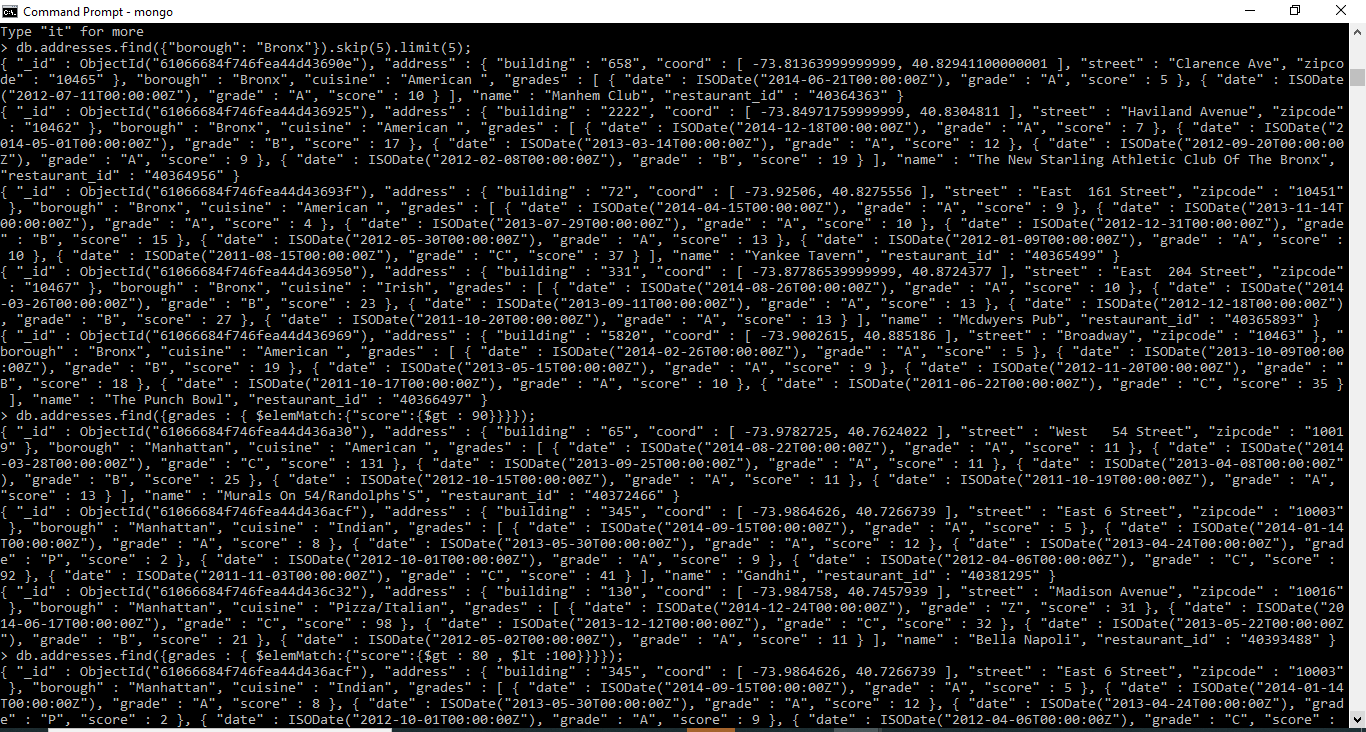 Command Prompt - mongo
Type "it" for more
> db.addresses.find({"borough": "Bronx"}).skip(5).limit(5);
{ "_id" : ObjectId("61066684f746fea44d43690e"), "address" : { "building" : "658", "coord" : [ -73.81363999999999, 40.82941100000001 ], "street" : "Clarence Ave", "zipco
de" : "10465" }, "borough" : "Bronx", "cuisine" : "American ", "grades" : [ { "date" : ISODate("2014-06-21T00:00:00Z"), "grade" : "A", "score" : 5 }, { "date" : ISODate
("2012-07-11T00:00:00Z"), "grade" : "A", "score" : 10 } ], "name" : "Manhem Club", "restaurant_id" : "40364363" }
{ "_id" : ObjectId("61066684f746fea44d436925"), "address" : { "building" : "2222", "coord" : [ -73.84971759999999, 40.8304811 ], "street" : "Haviland Avenue", "zipcode"
 : "10462" }, "borough" : "Bronx", "cuisine" : "American ", "grades" : [ { "date" : ISODate("2014-12-18T00:00:00Z"), "grade" : "A", "score" : 7 }, { "date" : ISODate("2
014-05-01T00:00:00Z"), "grade" : "B", "score" : 17 }, { "date" : ISODate("2013-03-14T00:00:00Z"), "grade" : "A", "score" : 12 }, { "date" : ISODate("2012-09-20T00:00:00
Z"), "grade" : "A", "score" : 9 }, { "date" : ISODate("2012-02-08T00:00:00Z"), "grade" : "B", "score" : 19 } ], "name" : "The New Starling Athletic Club Of The Bronx",
"restaurant_id" : "40364956" }
{ "_id" : ObjectId("61066684f746fea44d43693f"), "address" : { "building" : "72", "coord" : [ -73.92506, 40.8275556 ], "street" : "East  161 Street", "zipcode" : "10451"
 }, "borough" : "Bronx", "cuisine" : "American ", "grades" : [ { "date" : ISODate("2014-04-15T00:00:00Z"), "grade" : "A", "score" : 9 }, { "date" : ISODate("2013-11-14T
00:00:00Z"), "grade" : "A", "score" : 4 }, { "date" : ISODate("2013-07-29T00:00:00Z"), "grade" : "A", "score" : 10 }, { "date" : ISODate("2012-12-31T00:00:00Z"), "grade
" : "B", "score" : 15 }, { "date" : ISODate("2012-05-30T00:00:00Z"), "grade" : "A", "score" : 13 }, { "date" : ISODate("2012-01-09T00:00:00Z"), "grade" : "A", "score" :
 10 }, { "date" : ISODate("2011-08-15T00:00:00Z"), "grade" : "C", "score" : 37 } ], "name" : "Yankee Tavern", "restaurant_id" : "40365499" }
{ "_id" : ObjectId("61066684f746fea44d436950"), "address" : { "building" : "331", "coord" : [ -73.87786539999999, 40.8724377 ], "street" : "East  204 Street", "zipcode"
 : "10467" }, "borough" : "Bronx", "cuisine" : "Irish", "grades" : [ { "date" : ISODate("2014-08-26T00:00:00Z"), "grade" : "A", "score" : 10 }, { "date" : ISODate("2014
-03-26T00:00:00Z"), "grade" : "B", "score" : 23 }, { "date" : ISODate("2013-09-11T00:00:00Z"), "grade" : "A", "score" : 13 }, { "date" : ISODate("2012-12-18T00:00:00Z")
, "grade" : "B", "score" : 27 }, { "date" : ISODate("2011-10-20T00:00:00Z"), "grade" : "A", "score" : 13 } ], "name" : "Mcdwyers Pub", "restaurant_id" : "40365893" }
{ "_id" : ObjectId("61066684f746fea44d436969"), "address" : { "building" : "5820", "coord" : [ -73.9002615, 40.885186 ], "street" : "Broadway", "zipcode" : "10463" }, "
borough" : "Bronx", "cuisine" : "American ", "grades" : [ { "date" : ISODate("2014-02-26T00:00:00Z"), "grade" : "A", "score" : 5 }, { "date" : ISODate("2013-10-09T00:00
:00Z"), "grade" : "B", "score" : 19 }, { "date" : ISODate("2013-05-15T00:00:00Z"), "grade" : "A", "score" : 9 }, { "date" : ISODate("2012-11-20T00:00:00Z"), "grade" : "
B", "score" : 18 }, { "date" : ISODate("2011-10-17T00:00:00Z"), "grade" : "A", "score" : 10 }, { "date" : ISODate("2011-06-22T00:00:00Z"), "grade" : "C", "score" : 35 }
 ], "name" : "The Punch Bowl", "restaurant_id" : "40366497" }
> db.addresses.find({grades : { $elemMatch:{"score":{$gt : 90}}}});
{ "_id" : ObjectId("61066684f746fea44d436a30"), "address" : { "building" : "65", "coord" : [ -73.9782725, 40.7624022 ], "street" : "West   54 Street", "zipcode" : "1001
9" }, "borough" : "Manhattan", "cuisine" : "American ", "grades" : [ { "date" : ISODate("2014-08-22T00:00:00Z"), "grade" : "A", "score" : 11 }, { "date" : ISODate("2014
-03-28T00:00:00Z"), "grade" : "C", "score" : 131 }, { "date" : ISODate("2013-09-25T00:00:00Z"), "grade" : "A", "score" : 11 }, { "date" : ISODate("2013-04-08T00:00:00Z"
), "grade" : "B", "score" : 25 }, { "date" : ISODate("2012-10-15T00:00:00Z"), "grade" : "A", "score" : 11 }, { "date" : ISODate("2011-10-19T00:00:00Z"), "grade" : "A",
"score" : 13 } ], "name" : "Murals On 54/Randolphs'S", "restaurant_id" : "40372466" }
{ "_id" : ObjectId("61066684f746fea44d436acf"), "address" : { "building" : "345", "coord" : [ -73.9864626, 40.7266739 ], "street" : "East 6 Street", "zipcode" : "10003"
 }, "borough" : "Manhattan", "cuisine" : "Indian", "grades" : [ { "date" : ISODate("2014-09-15T00:00:00Z"), "grade" : "A", "score" : 5 }, { "date" : ISODate("2014-01-14
T00:00:00Z"), "grade" : "A", "score" : 8 }, { "date" : ISODate("2013-05-30T00:00:00Z"), "grade" : "A", "score" : 12 }, { "date" : ISODate("2013-04-24T00:00:00Z"), "grad
e" : "P", "score" : 2 }, { "date" : ISODate("2012-10-01T00:00:00Z"), "grade" : "A", "score" : 9 }, { "date" : ISODate("2012-04-06T00:00:00Z"), "grade" : "C", "score" :
92 }, { "date" : ISODate("2011-11-03T00:00:00Z"), "grade" : "C", "score" : 41 } ], "name" : "Gandhi", "restaurant_id" : "40381295" }
{ "_id" : ObjectId("61066684f746fea44d436c32"), "address" : { "building" : "130", "coord" : [ -73.984758, 40.7457939 ], "street" : "Madison Avenue", "zipcode" : "10016"
 }, "borough" : "Manhattan", "cuisine" : "Pizza/Italian", "grades" : [ { "date" : ISODate("2014-12-24T00:00:00Z"), "grade" : "Z", "score" : 31 }, { "date" : ISODate("20
14-06-17T00:00:00Z"), "grade" : "C", "score" : 98 }, { "date" : ISODate("2013-12-12T00:00:00Z"), "grade" : "C", "score" : 32 }, { "date" : ISODate("2013-05-22T00:00:00Z
"), "grade" : "B", "score" : 21 }, { "date" : ISODate("2012-05-02T00:00:00Z"), "grade" : "A", "score" : 11 } ], "name" : "Bella Napoli", "restaurant_id" : "40393488" }
> db.addresses.find({grades : { $elemMatch:{"score":{$gt : 80 , $lt :100}}}});
{ "_id" : ObjectId("61066684f746fea44d436acf"), "address" : { "building" : "345", "coord" : [ -73.9864626, 40.7266739 ], "street" : "East 6 Street", "zipcode" : "10003"
 }, "borough" : "Manhattan", "cuisine" : "Indian", "grades" : [ { "date" : ISODate("2014-09-15T00:00:00Z"), "grade" : "A", "score" : 5 }, { "date" : ISODate("2014-01-14
T00:00:00Z"), "grade" : "A", "score" : 8 }, { "date" : ISODate("2013-05-30T00:00:00Z"), "grade" : "A", "score" : 12 }, { "date" : ISODate("2013-04-24T00:00:00Z"), "grad
e" : "P", "score" : 2 }, { "date" : ISODate("2012-10-01T00:00:00Z"), "grade" : "A", "score" : 9 }, { "date" : ISODate("2012-04-06T00:00:00Z"), "grade" : "C", "score" :